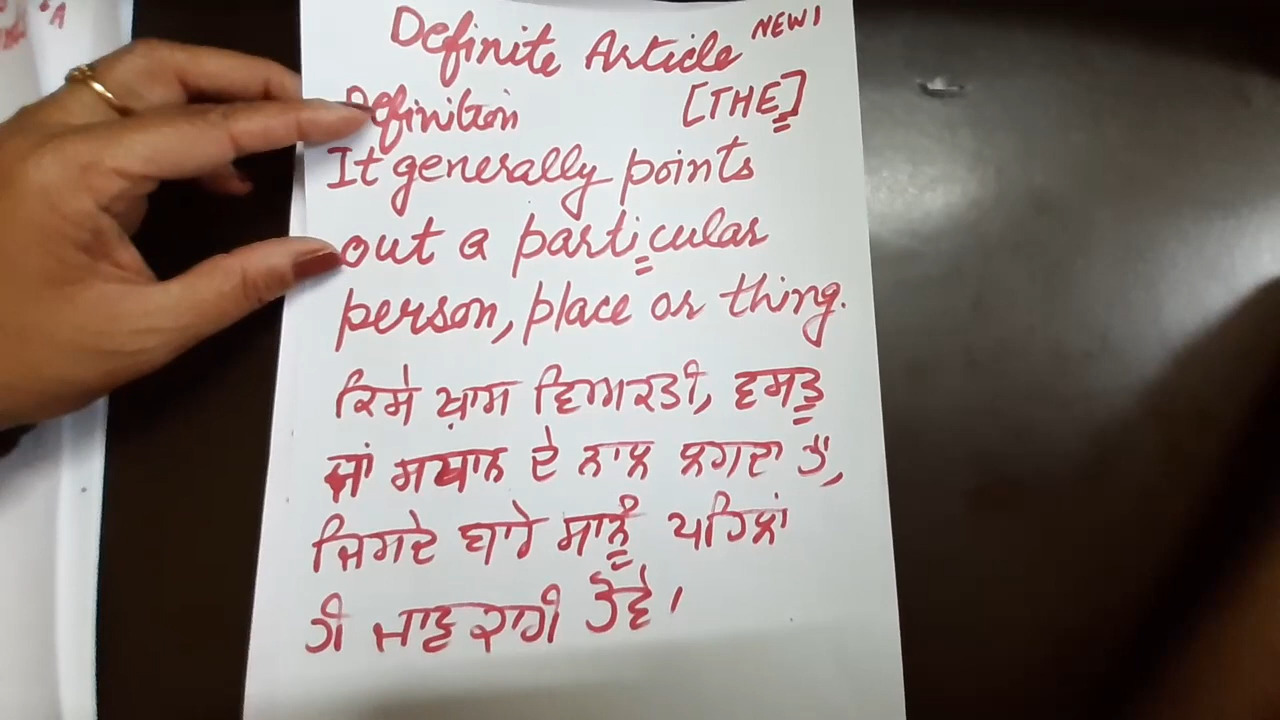 Definite Article NEW!
Definition [THE]
It generally points
out a particular
person, place or thing.
ਕਿਸੇ ਖ਼ਾਸ ਵਿਅਕਤੀ, ਵਸਤੂ
ਜਾਂ ਸਥਾਨ ਦੇ ਨਾਲ ਲਗਦਾ ਹੈ,
ਜਿਸਦੇ ਬਾਰੇ ਸਾਨੂੰ ਪਹਿਲਾਂ
ਹੀ ਜਾਣਕਾਰੀ ਹੋਵੇ।